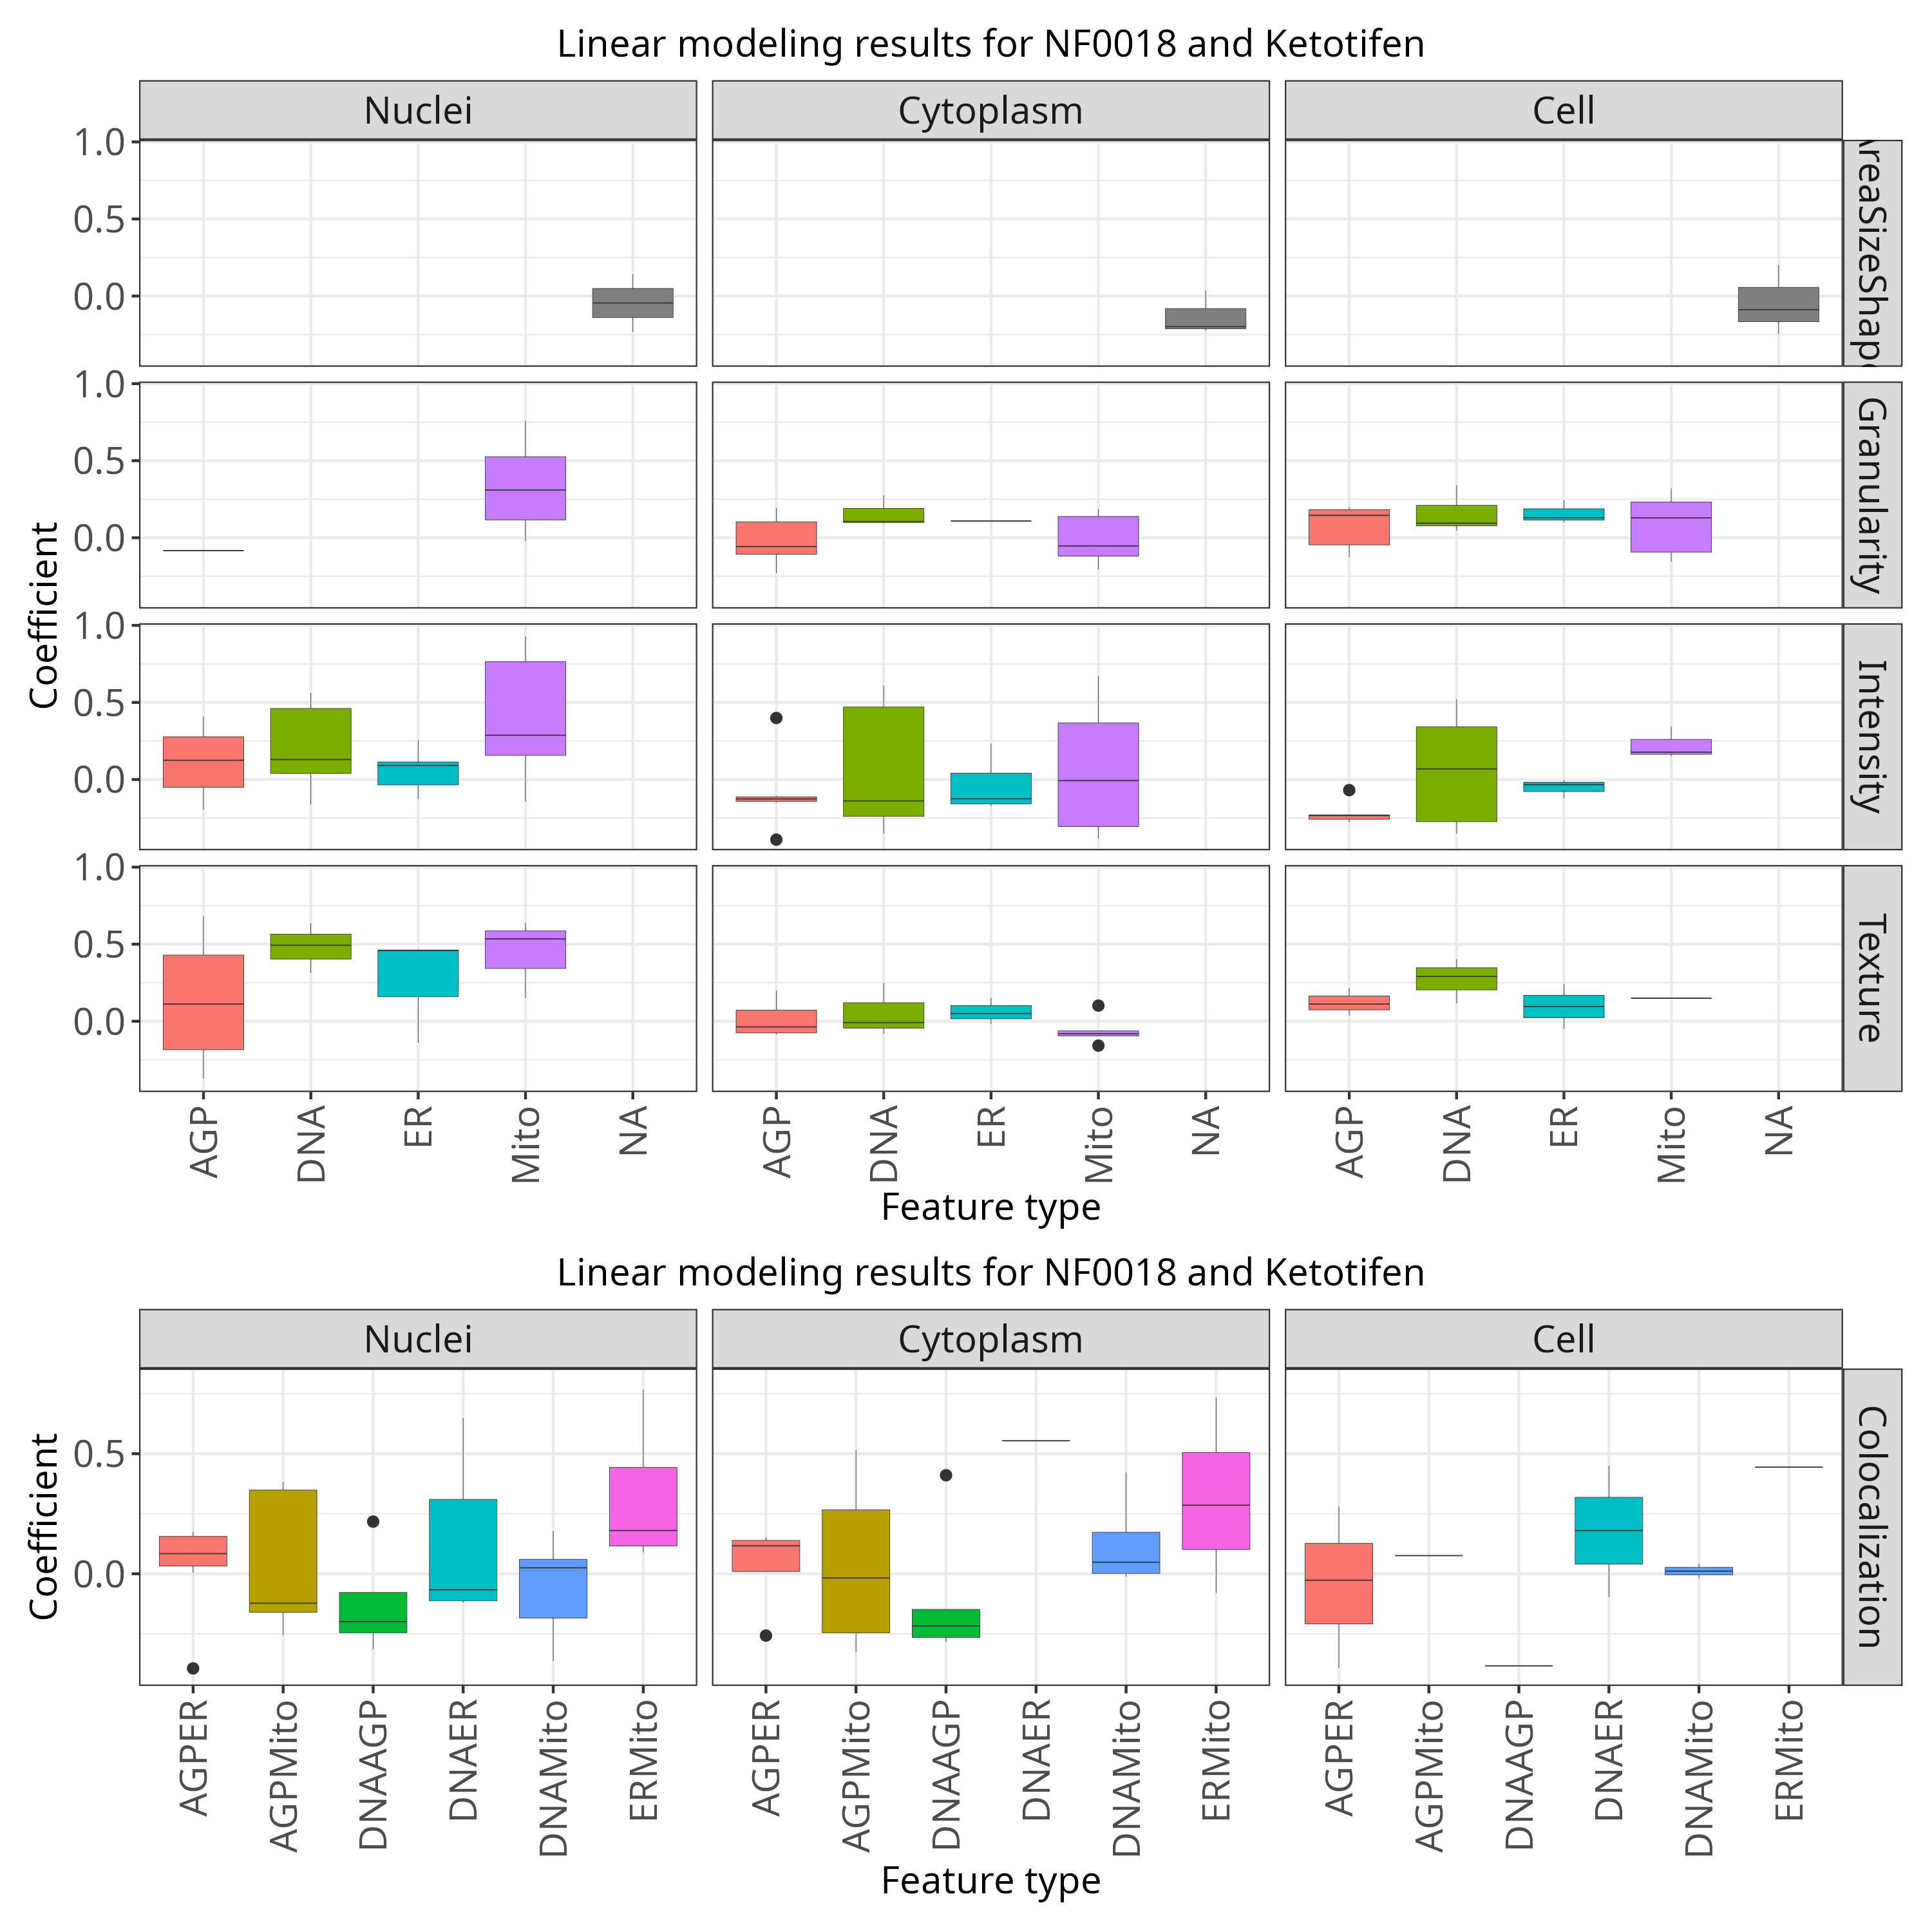 Linear modeling results for NF0018 and Ketotifen
Nuclei Cytoplasm Cell
1.0
0.5
0.0
1.0
0.5
0.0
1.0
0.5
0.0
1.0
0.5
0.0
Coefficient
AreaSizeShape
Granularity
Intensity
Texture
AGP DNA ER Mito NA AGP DNA ER Mito NA AGP DNA ER Mito NA
Feature type
Linear modeling results for NF0018 and Ketotifen
Nuclei Cytoplasm Cell
0.5
0.0
Coefficient
Colocalization
AGPER AGPMito DNAAGP DNAER DNAMito ERMito AGPER AGPMito DNAAGP DNAER DNAMito ERMito AGPER AGPMito DNAAGP DNAER DNAMito ERMito
Feature type